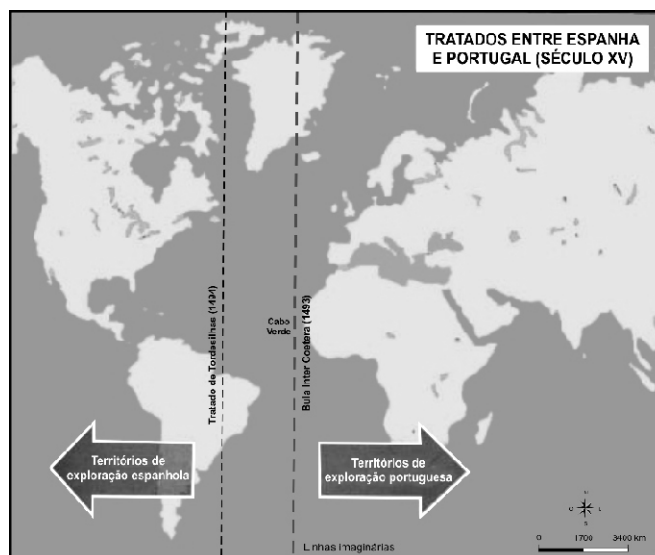 TRATADOS ENTRE ESPANHA
E PORTUGAL (SÉCULO XV)
Tratado de Tordesilhas (1494)
Cabo
Verde
Bula Inter Coetera (1493)
Territórios de
exploração espanhola
Territórios de
exploração portuguesa
N
O L
S
0 1700 3400 km
Linhas imaginárias